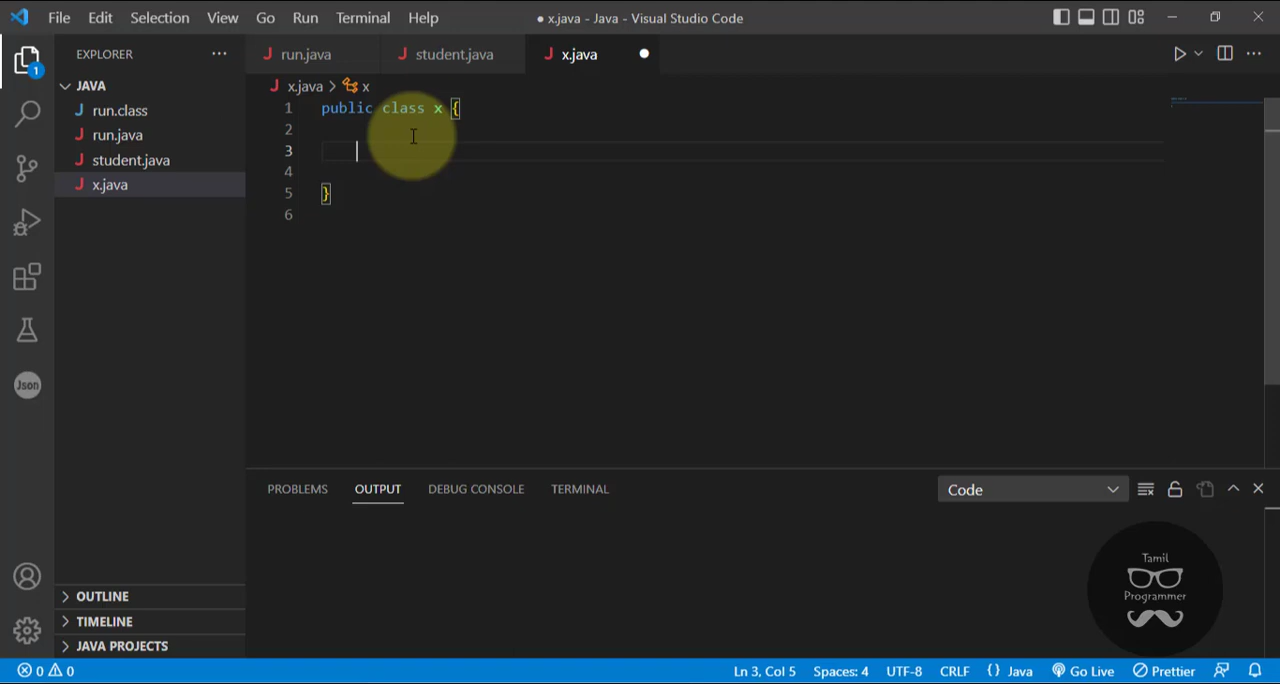 File Edit Selection View Go Run Terminal Help ● x.java - Java - Visual Studio Code
EXPLORER ···
run.java student.java x.java ●
1
JAVA
run.class
run.java
student.java
x.java
x.java > x
1 public class x {
2
3
4
5 }
6
Json
PROBLEMS OUTPUT DEBUG CONSOLE TERMINAL Code
Tamil
Programmer
OUTLINE
TIMELINE
JAVA PROJECTS
0 0 Ln 3, Col 5 Spaces: 4 UTF-8 CRLF {} Java Go Live Prettier